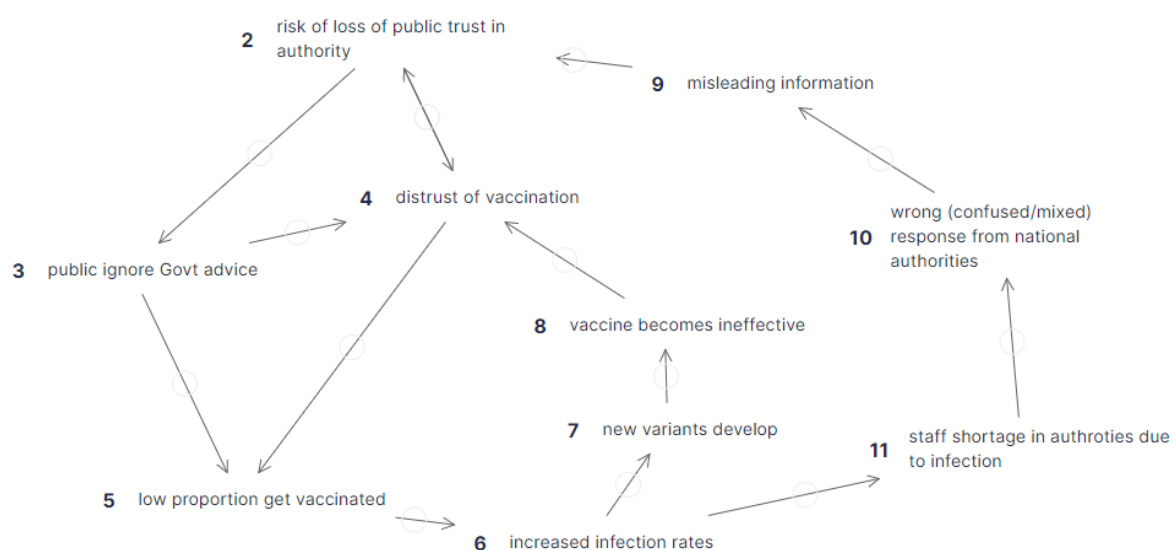 2 risk of loss of public trust in
authority
9 misleading information
4 distrust of vaccination
10 wrong (confused/mixed)
response from national
authorities
3 public ignore Govt advice
8 vaccine becomes ineffective
7 new variants develop
11 staff shortage in authroties due
to infection
5 low proportion get vaccinated
6 increased infection rates